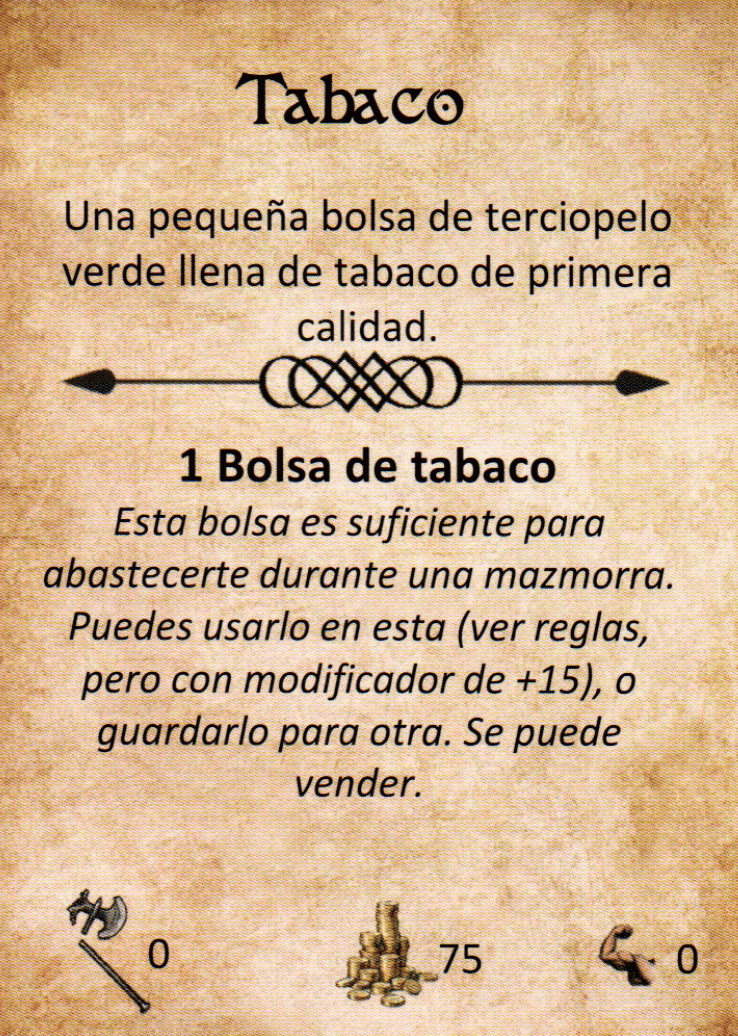 Tabaco
Una pequeña bolsa de terciopelo
verde llena de tabaco de primera
calidad.
1 Bolsa de tabaco
Esta bolsa es suficiente para
abastecerte durante una mazmorra.
Puedes usarlo en esta (ver reglas,
pero con modificador de +15), o
guardarlo para otra. Se puede
vender.
0 75 0